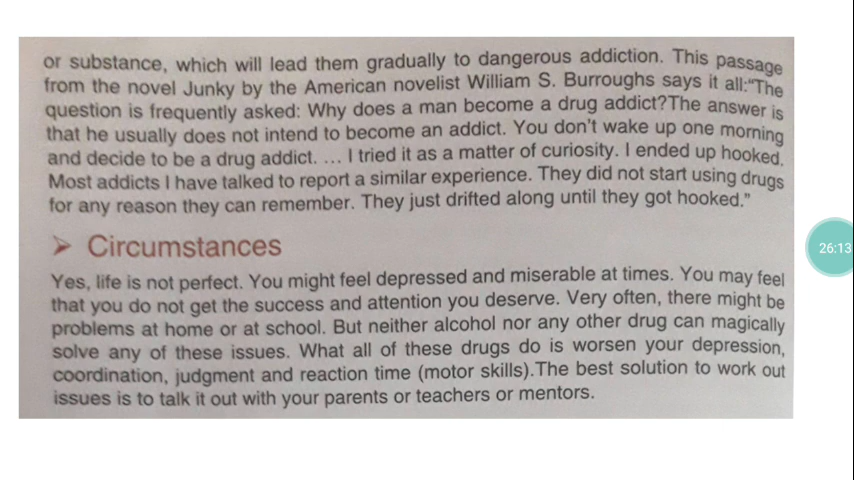 or substance, which will lead them gradually to dangerous addiction. This passage
from the novel Junky by the American novelist William S. Burroughs says it all:"The
question is frequently asked: Why does a man become a drug addict?The answer is
that he usually does not intend to become an addict. You don't wake up one morning
and decide to be a drug addict. ... I tried it as a matter of curiosity. I ended up hooked.
Most addicts I have talked to report a similar experience. They did not start using drugs
for any reason they can remember. They just drifted along until they got hooked."
➢ Circumstances
Yes, life is not perfect. You might feel depressed and miserable at times. You may feel
that you do not get the success and attention you deserve. Very often, there might be
problems at home or at school. But neither alcohol nor any other drug can magically
solve any of these issues. What all of these drugs do is worsen your depression,
coordination, judgment and reaction time (motor skills).The best solution to work out
issues is to talk it out with your parents or teachers or mentors.
26:13